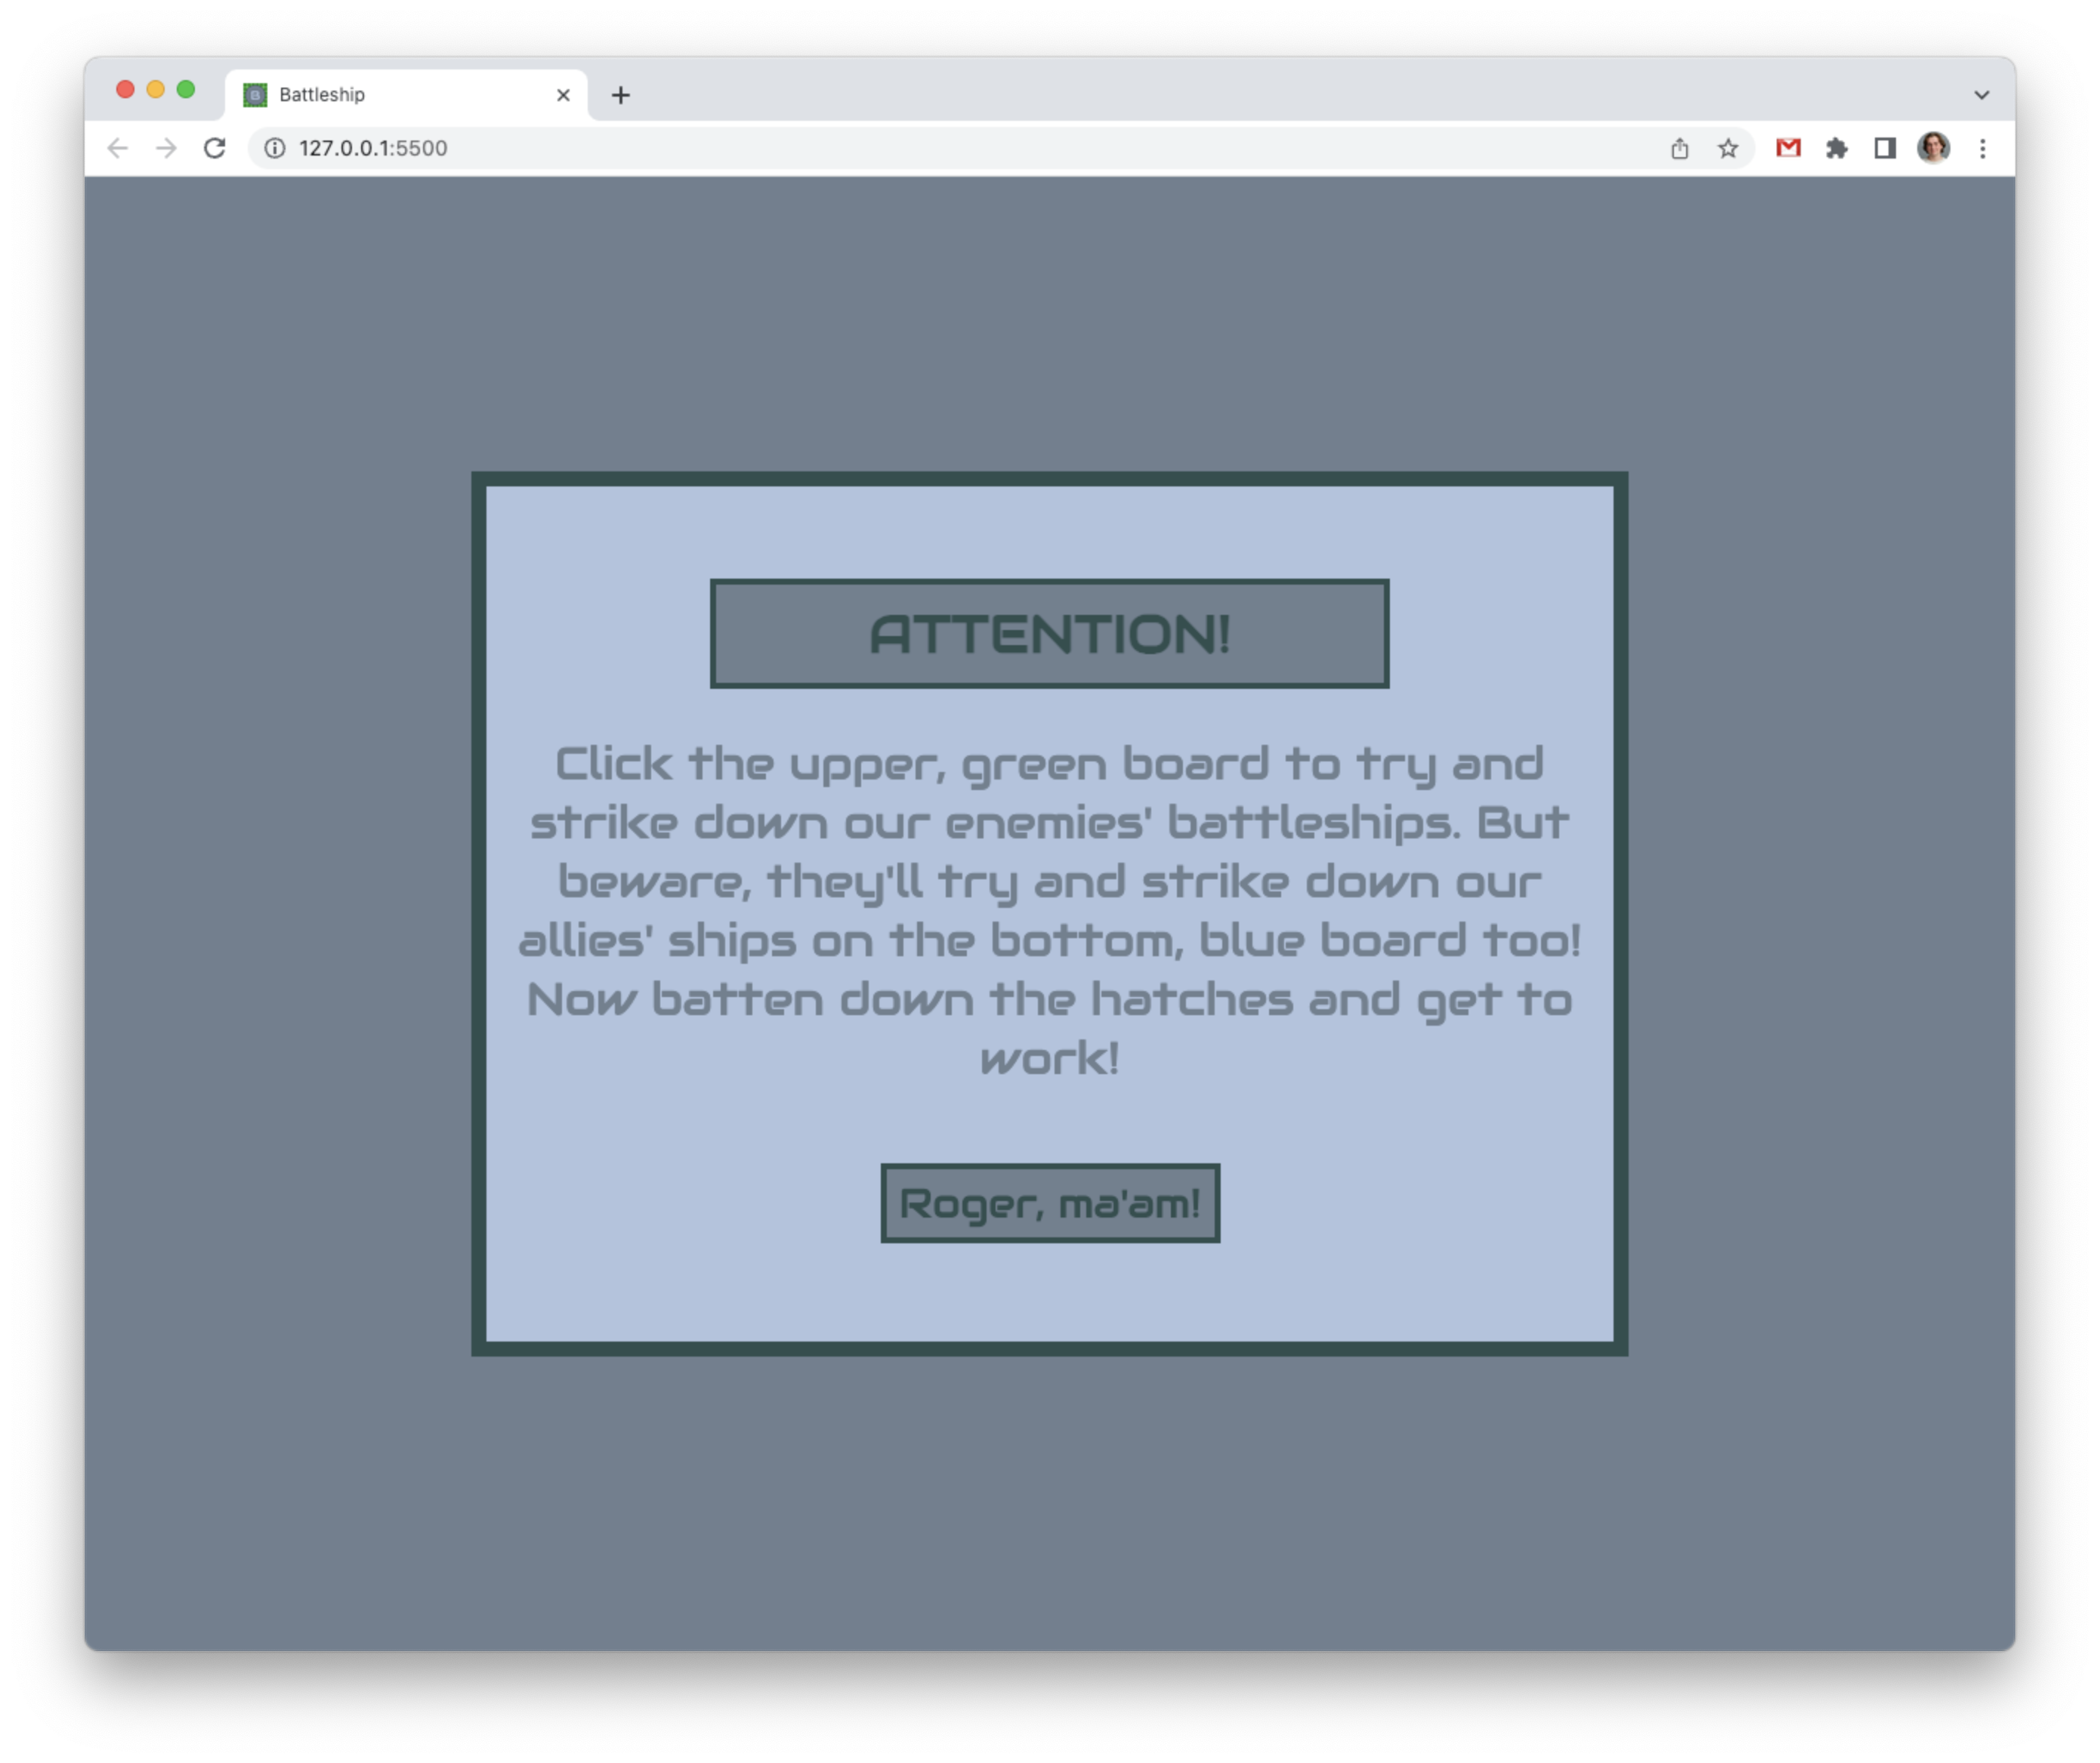 Battleship
127.0.0.1:5500
ATTENTION!
Click the upper, green board to try and
strike down our enemies' battleships. But
beware, they'll try and strike down our
allies' ships on the bottom, blue board too!
Now batten down the hatches and get to
work!
Roger, ma'am!